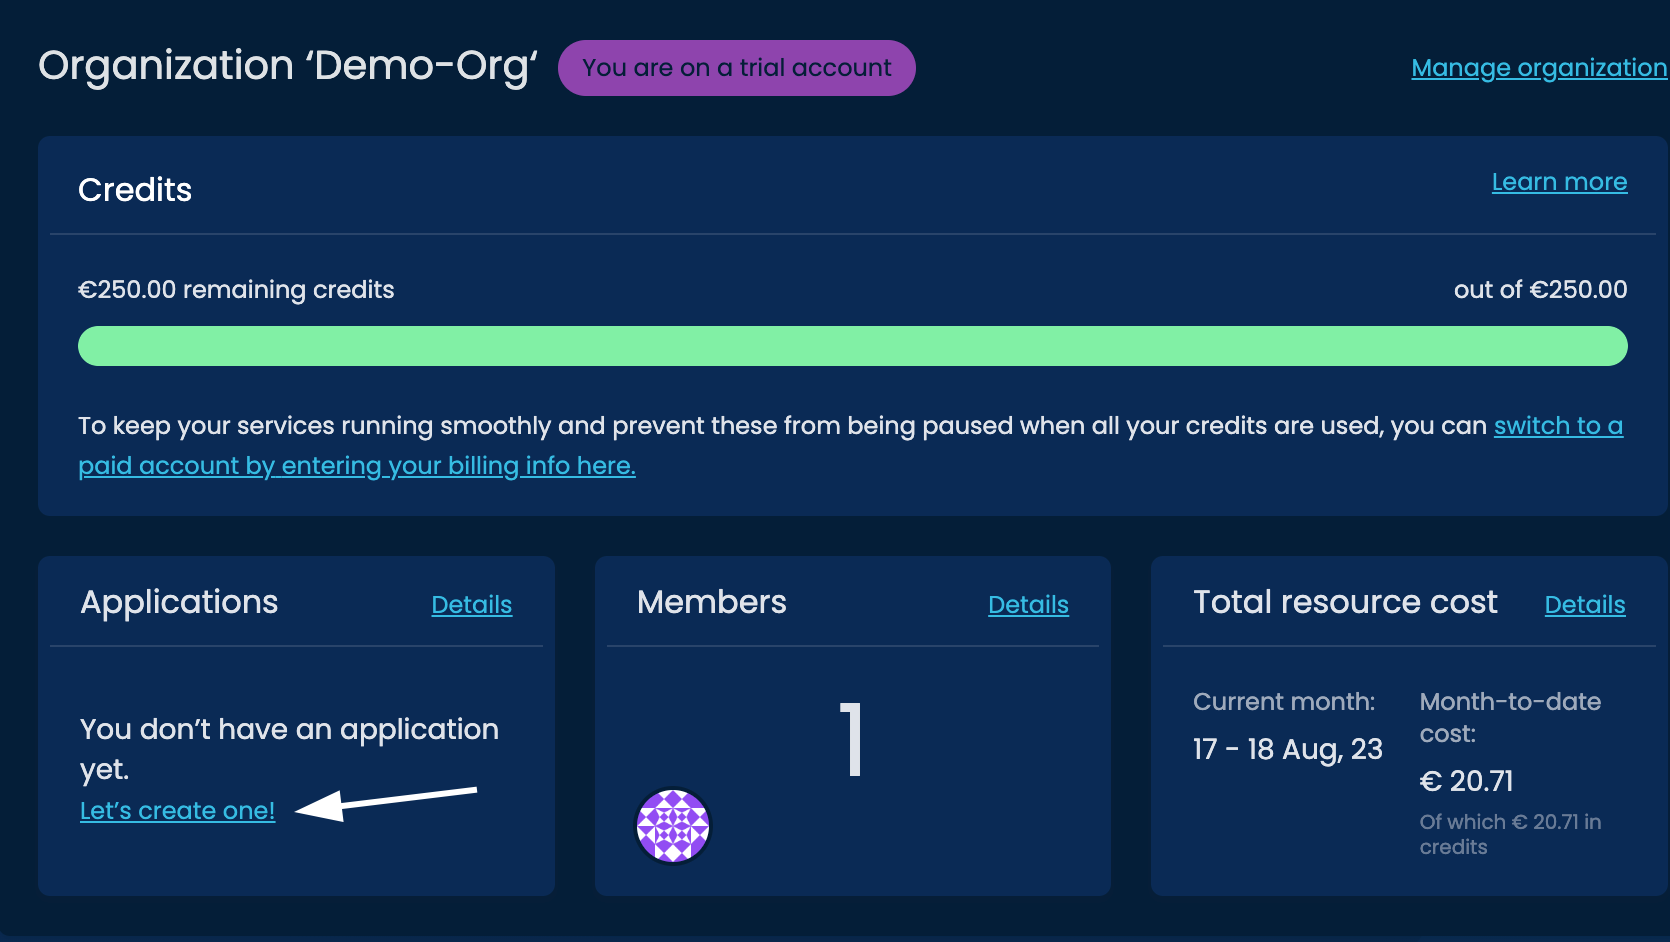 Organization ‘Demo-Org‘
You are on a trial account
Manage organization
Credits
Learn more
€250.00 remaining credits
out of €250.00
To keep your services running smoothly and prevent these from being paused when all your credits are used, you can switch to a
paid account by entering your billing info here.
Applications
Details
You don’t have an application
yet.
Let’s create one!
Members
Details
1
Total resource cost
Details
Current month:
17 - 18 Aug, 23
Month-to-date
cost:
€ 20.71
Of which € 20.71 in
credits